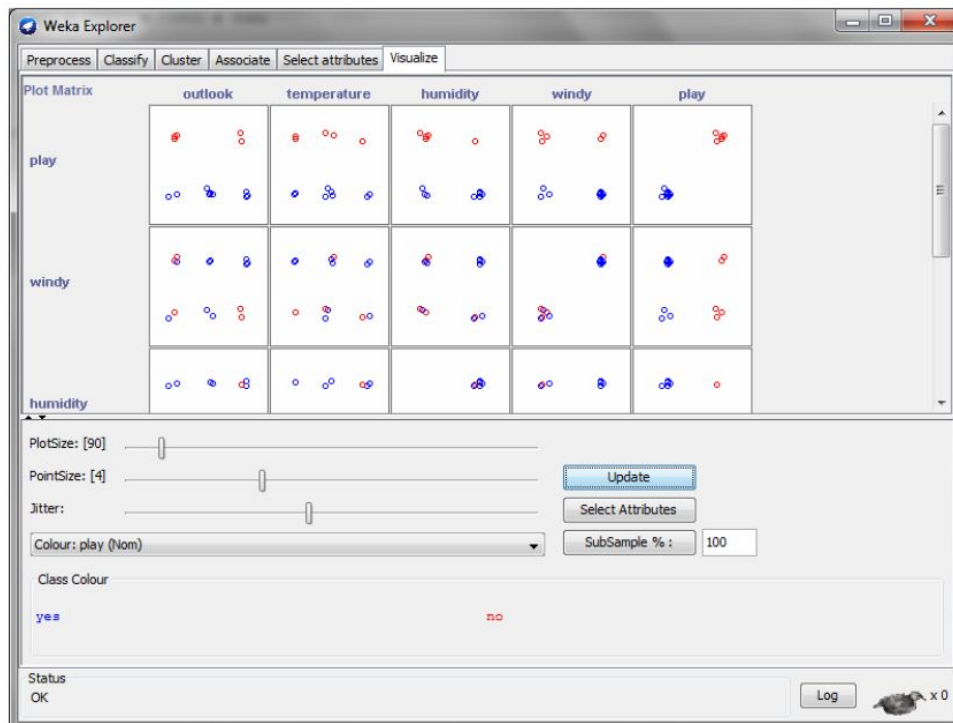 Weka Explorer
Preprocess Classify Cluster Associate Select attributes Visualize
Plot Matrix outlook temperature humidity windy play
play
windy
humidity
PlotSize: [90]
PointSize: [4] Update
Jitter: Select Attributes
Colour: play (Nom) SubSample % : 100
Class Colour
yes no
Status
OK Log x 0